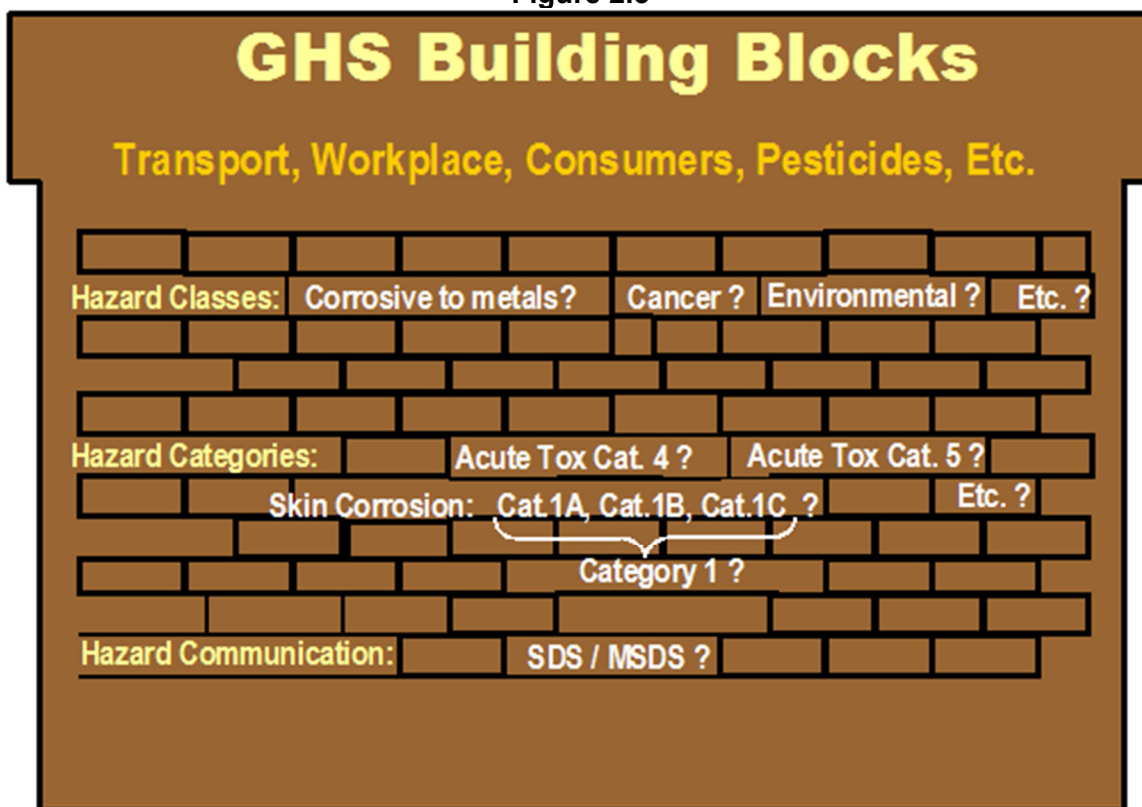 GHS Building Blocks
Transport, Workplace, Consumers, Pesticides, Etc.
Hazard Classes: Corrosive to metals? Cancer ? Environmental ? Etc. ?
Hazard Categories: Acute Tox Cat. 4 ? Acute Tox Cat. 5 ?
Skin Corrosion: Cat.1A, Cat.1B, Cat.1C ? Etc. ?
Category 1 ?
Hazard Communication: SDS / MSDS ?